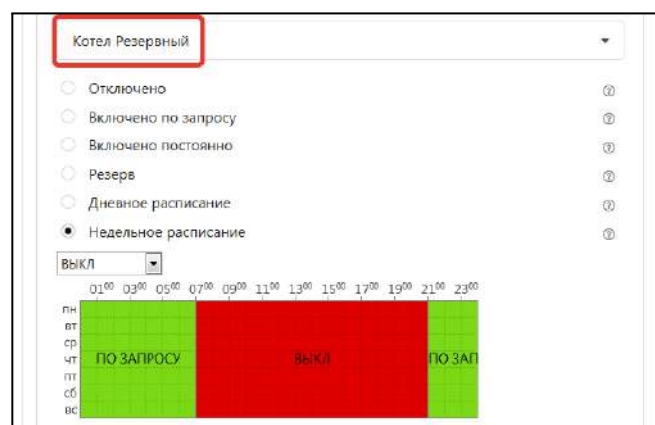 Котел Резервный
Отключено
Включено по запросу
Включено постоянно
Резерв
Дневное расписание
Недельное расписание
ВЫКЛ
01⁰⁰ 03⁰⁰ 05⁰⁰ 07⁰⁰ 09⁰⁰ 11⁰⁰ 13⁰⁰ 15⁰⁰ 17⁰⁰ 19⁰⁰ 21⁰⁰ 23⁰⁰
пн
вт
ср
чт ПО ЗАПРОСУ ВЫКЛ ПО ЗАП
пт
сб
вс